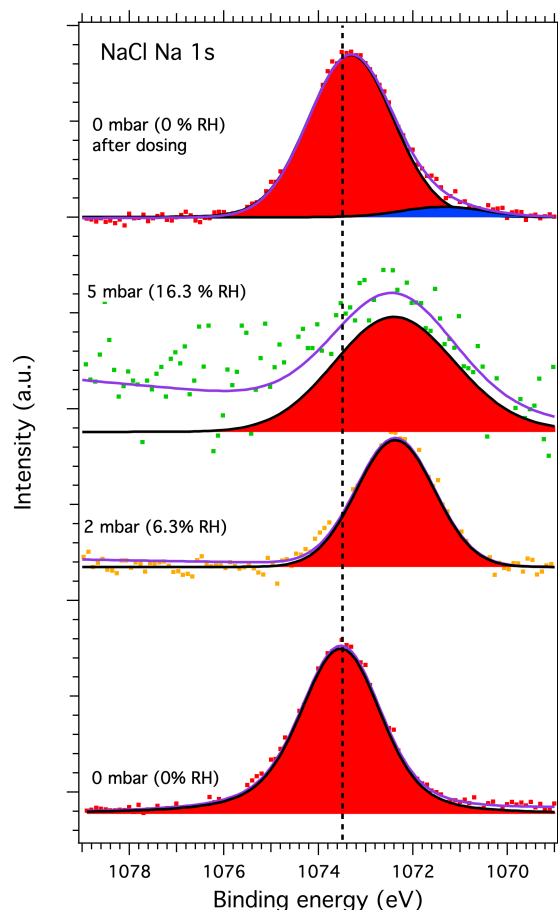 NaCl Na 1s
0 mbar (0 % RH)
after dosing
5 mbar (16.3 % RH)
2 mbar (6.3% RH)
0 mbar (0% RH)
Intensity (a.u.)
1078 1076 1074 1072 1070
Binding energy (eV)